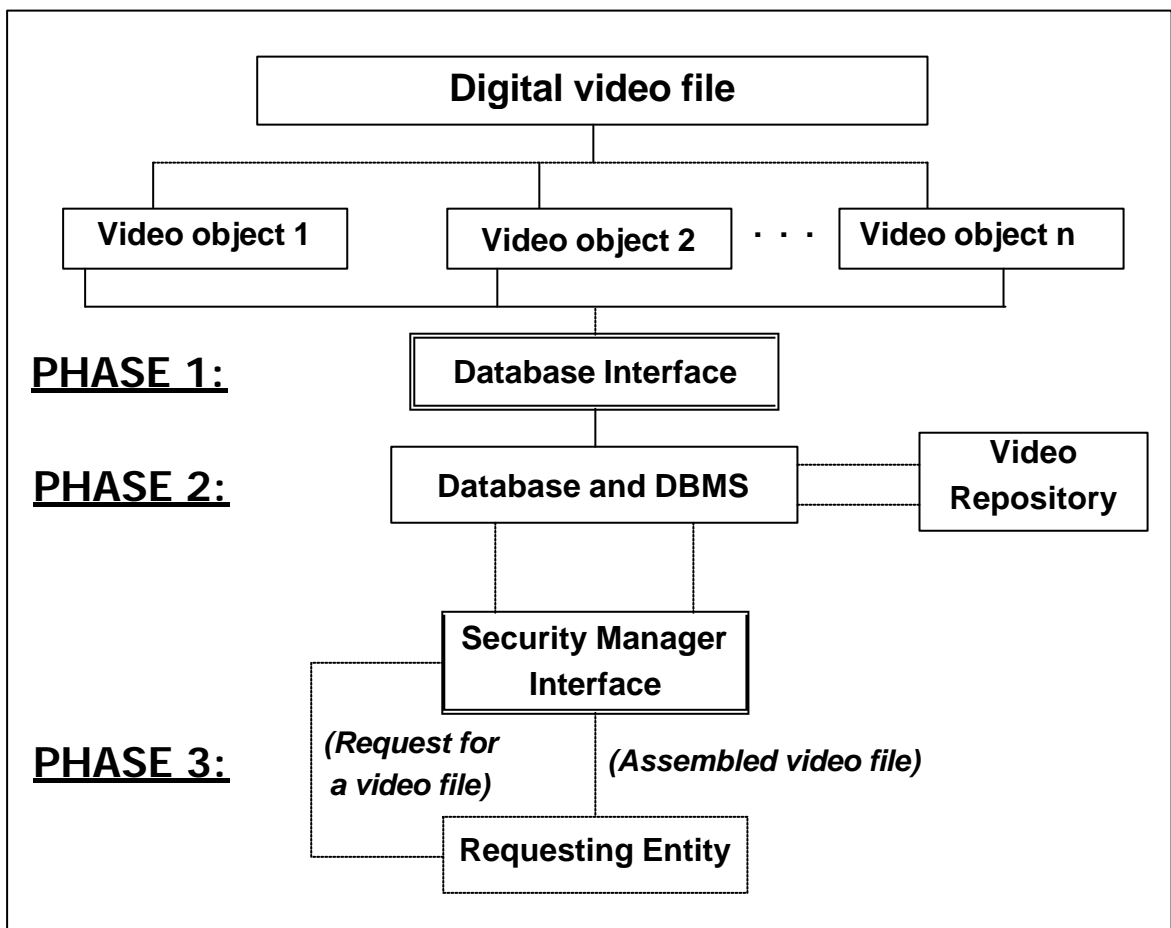 Digital video file
Video object 1
Video object 2
. . .
Video object n
PHASE 1:
Database Interface
PHASE 2:
Database and DBMS
Video
Repository
Security Manager
Interface
PHASE 3:
(Request for
a video file)
(Assembled video file)
Requesting Entity